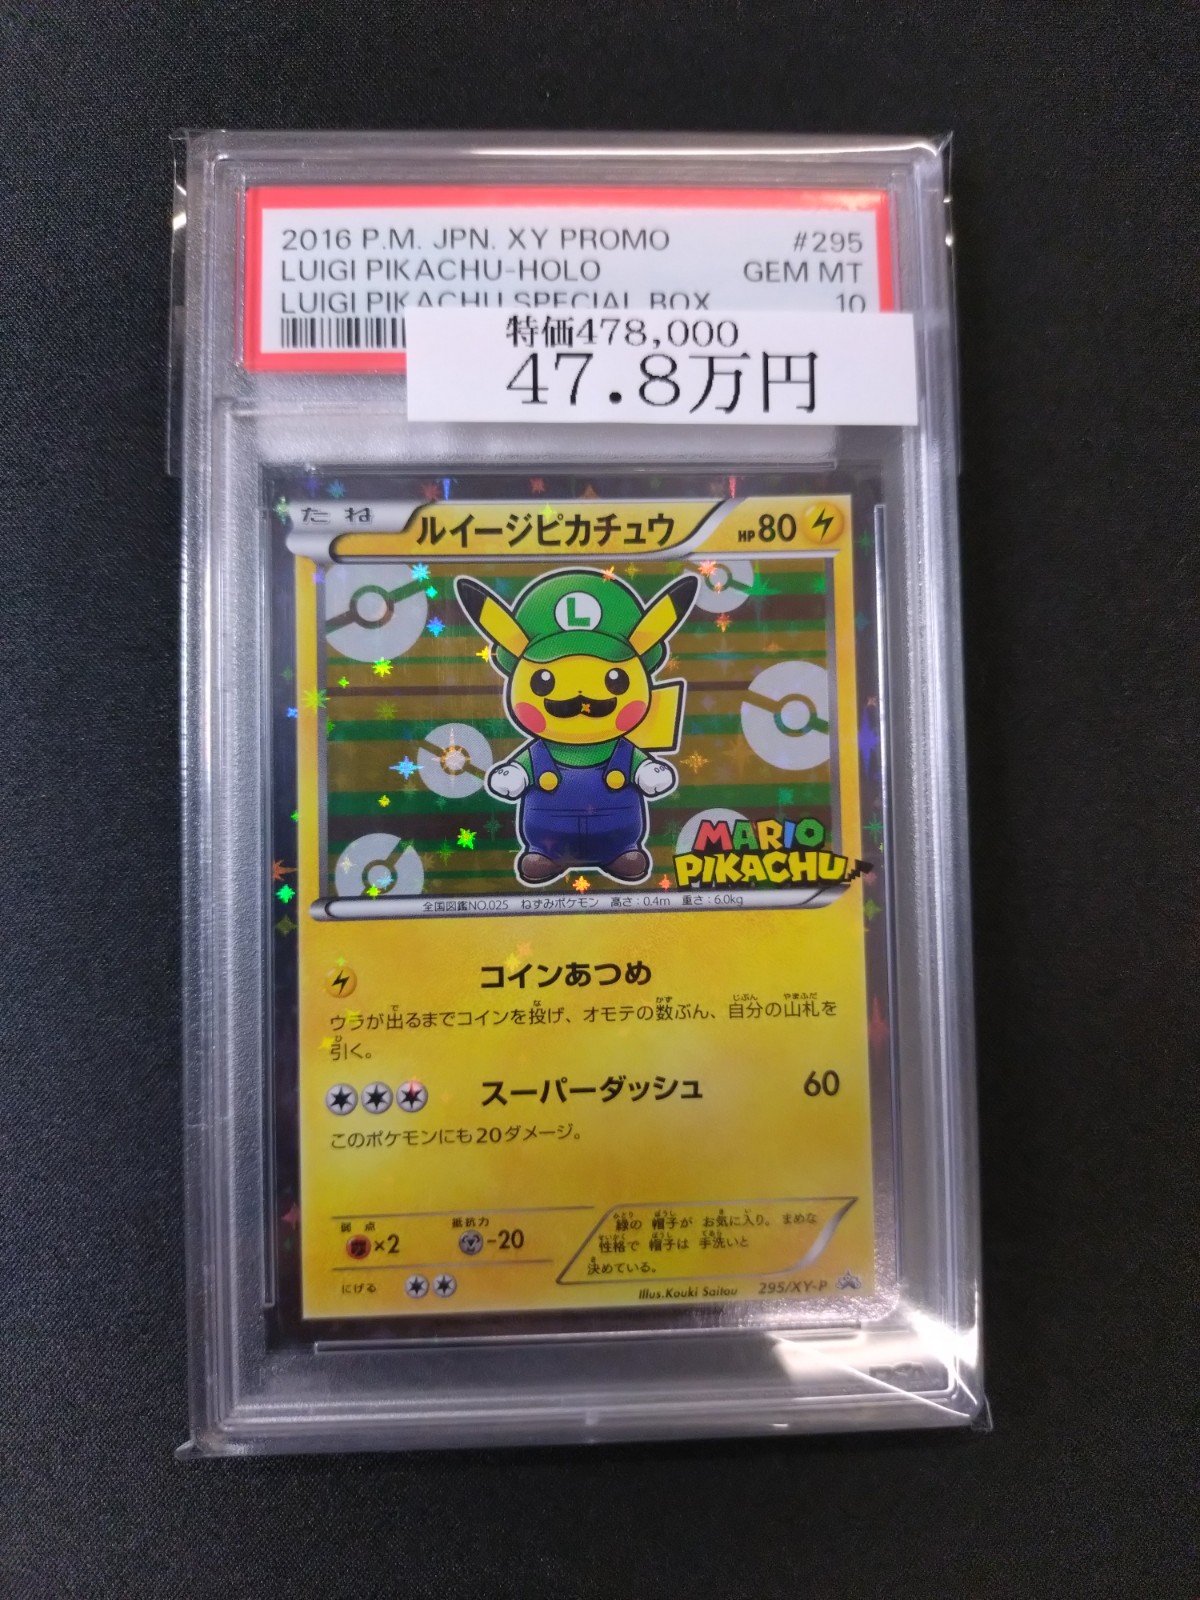 2016 P.M. JPN. XY PROMO #295
LUIGI PIKACHU-HOLO GEM MT
LUIGI PIKACHU SPECIAL BOX 10
特価478,000
47.8万円
たね ルイージピカチュウ HP80
L
MARIO
PIKACHU
全国図鑑NO.025 ねずみポケモン 高さ:0.4m 重さ:6.0kg
コインあつめ
ウラが出るまでコインを投げ、オモテの数ぶん、自分の山札を
引く。
スーパーダッシュ 60
このポケモンにも20ダメージ。
弱点 抵抗力
×2 -20
にげる
緑の帽子がお気に入り。まめな
性格で帽子は手洗いと
決めている。
Illus.Kouki Saitou 295/XY-P